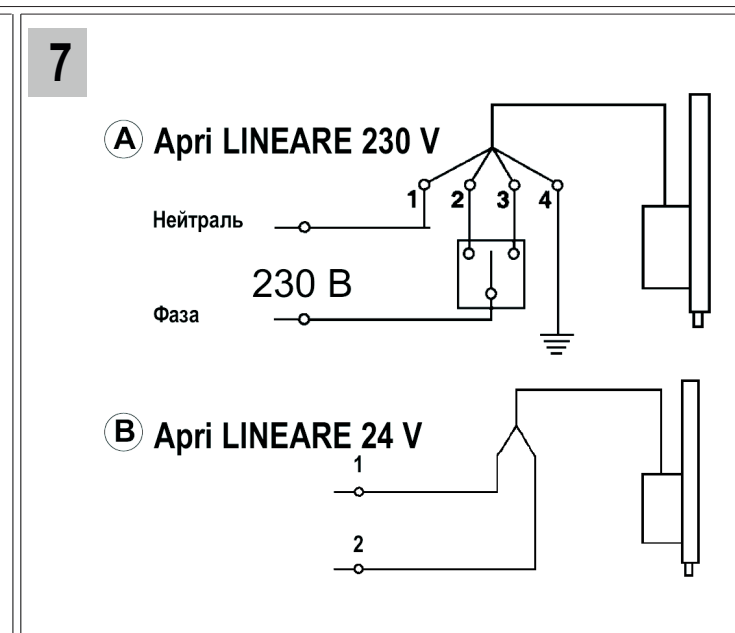 7
A Apri LINEARE 230 V
1 2 3 4
Нейтраль
230 В
Фаза
B Apri LINEARE 24 V
1
2